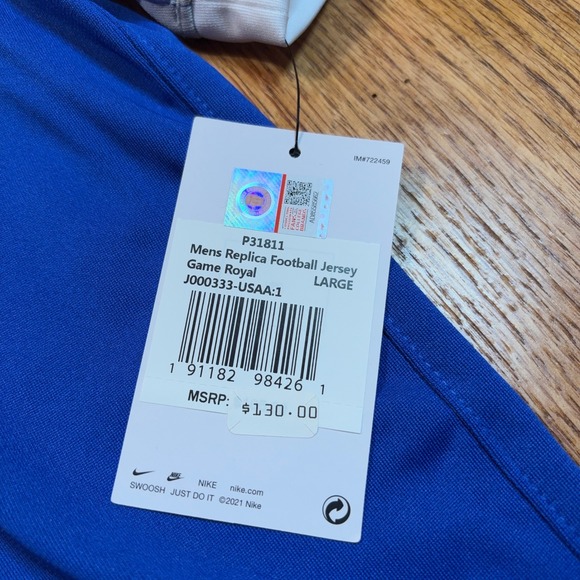 IM#722459
P31811
Mens Replica Football Jersey
Game Royal LARGE
J000333-USAA:1
1 91182 98426 1
MSRP: $130.00
NIKE nike.com
SWOOSH JUST DO IT ©2021 Nike